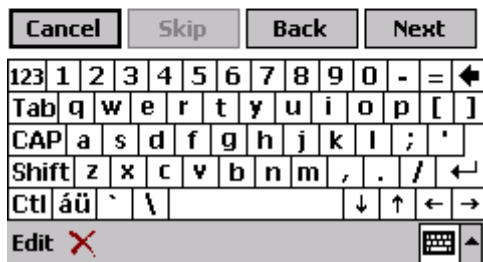 Cancel Skip Back Next
123 1 2 3 4 5 6 7 8 9 0 - = ←
Tab q w e r t y u i o p [ ]
CAP a s d f g h j k l ; '
Shift z x c v b n m , . / ↵
Ctl áü ` \ ↓ ↑ ← →
Edit